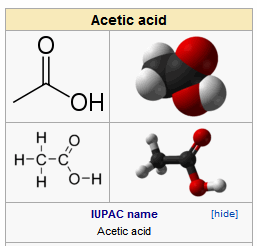 Acetic acid
O
OH
H O
H–C–C
H O–H
IUPAC name [hide]
Acetic acid